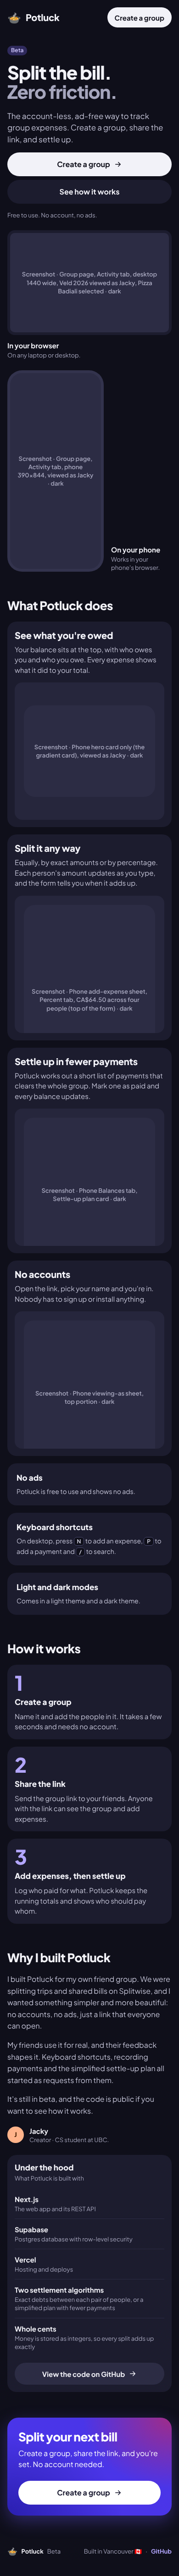 Potluck
Create a group
Beta
Split the bill.
Zero friction.
The account-less, ad-free way to track
group expenses. Create a group, share the
link, and settle up.
Create a group →
See how it works
Free to use. No account, no ads.
Screenshot · Group page, Activity tab, desktop
1440 wide, Veld 2026 viewed as Jacky, Pizza
Badiali selected · dark
In your browser
On any laptop or desktop.
Screenshot · Group page,
Activity tab, phone
390×844, viewed as Jacky
· dark
On your phone
Works in your
phone's browser.
What Potluck does
See what you're owed
Your balance sits at the top, with who owes
you and who you owe. Every expense shows
what it did to your total.
Screenshot · Phone hero card only (the
gradient card), viewed as Jacky · dark
Split it any way
Equally, by exact amounts or by percentage.
Each person's amount updates as you type,
and the form tells you when it adds up.
Screenshot · Phone add-expense sheet,
Percent tab, CA$64.50 across four
people (top of the form) · dark
Settle up in fewer payments
Potluck works out a short list of payments that
clears the whole group. Mark one as paid and
every balance updates.
Screenshot · Phone Balances tab,
Settle-up plan card · dark
No accounts
Open the link, pick your name and you're in.
Nobody has to sign up or install anything.
Screenshot · Phone viewing-as sheet,
top portion · dark
No ads
Potluck is free to use and shows no ads.
Keyboard shortcuts
On desktop, press N to add an expense, P to
add a payment and / to search.
Light and dark modes
Comes in a light theme and a dark theme.
How it works
1
Create a group
Name it and add the people in it. It takes a few
seconds and needs no account.
2
Share the link
Send the group link to your friends. Anyone
with the link can see the group and add
expenses.
3
Add expenses, then settle up
Log who paid for what. Potluck keeps the
running totals and shows who should pay
whom.
Why I built Potluck
I built Potluck for my own friend group. We were
splitting trips and shared bills on Splitwise, and I
wanted something simpler and more beautiful:
no accounts, no ads, just a link that everyone
can open.
My friends use it for real, and their feedback
shapes it. Keyboard shortcuts, recording
payments and the simplified settle-up plan all
started as requests from them.
It's still in beta, and the code is public if you
want to see how it works.
J
Jacky
Creator · CS student at UBC.
Under the hood
What Potluck is built with
Next.js
The web app and its REST API
Supabase
Postgres database with row-level security
Vercel
Hosting and deploys
Two settlement algorithms
Exact debts between each pair of people, or a
simplified plan with fewer payments
Whole cents
Money is stored as integers, so every split adds up
exactly
View the code on GitHub →
Split your next bill
Create a group, share the link, and you're
set. No account needed.
Create a group →
Potluck Beta
Built in Vancouver 🇨🇦 · GitHub